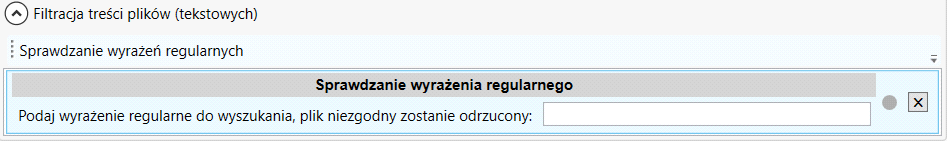 Filtracja treści plików (tekstowych)
Sprawdzanie wyrażeń regularnych
Sprawdzanie wyrażenia regularnego
Podaj wyrażenie regularne do wyszukania, plik niezgodny zostanie odrzucony: